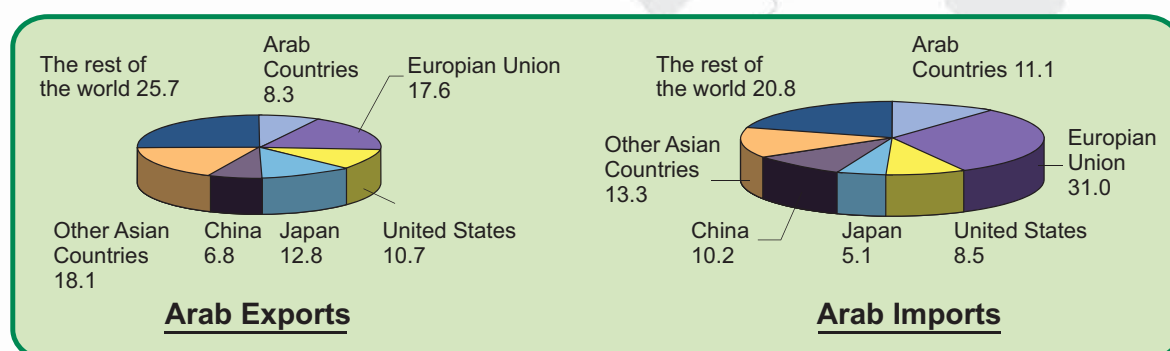 The rest of
the world 25.7
Arab
Countries
8.3
Europian Union
17.6
Other Asian
Countries
18.1
China
6.8
Japan
12.8
United States
10.7
Arab Exports
The rest of
the world 20.8
Arab
Countries 11.1
Other Asian
Countries
13.3
Europian
Union
31.0
China
10.2
Japan
5.1
United States
8.5
Arab Imports